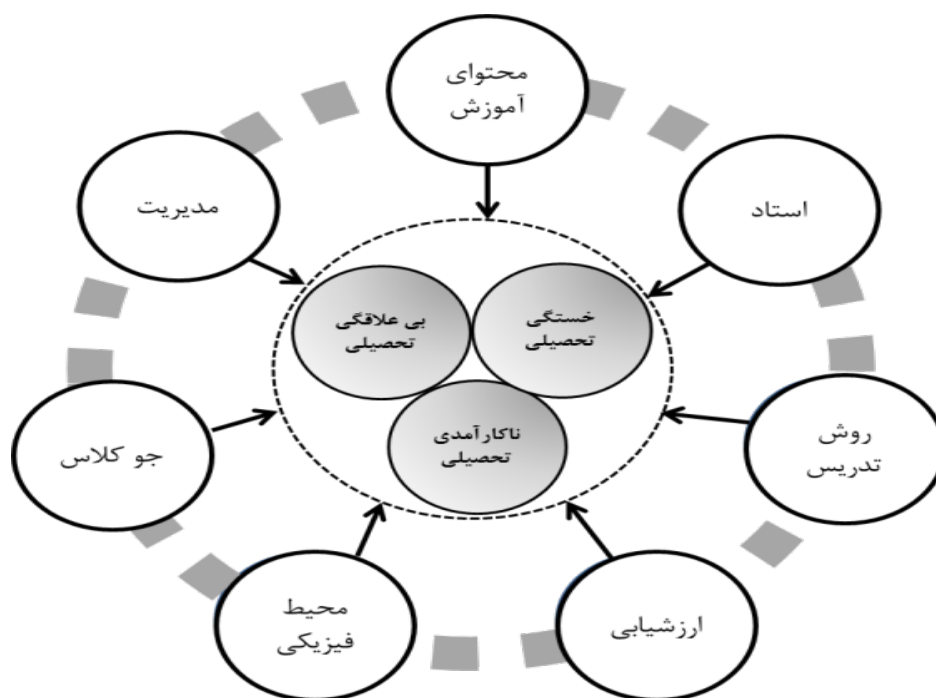 محتوای
آموزش
مدیریت
استاد
بی علاقگی
تحصیلی
خستگی
تحصیلی
ناکارآمدی
تحصیلی
جو کلاس
روش
تدریس
محیط
فیزیکی
ارزشیابی